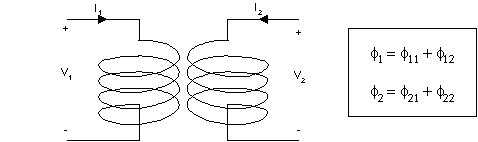 I₁ I₂
+ +
V₁ V₂
- -
ϕ₁ = ϕ₁₁ + ϕ₁₂
ϕ₂ = ϕ₂₁ + ϕ₂₂